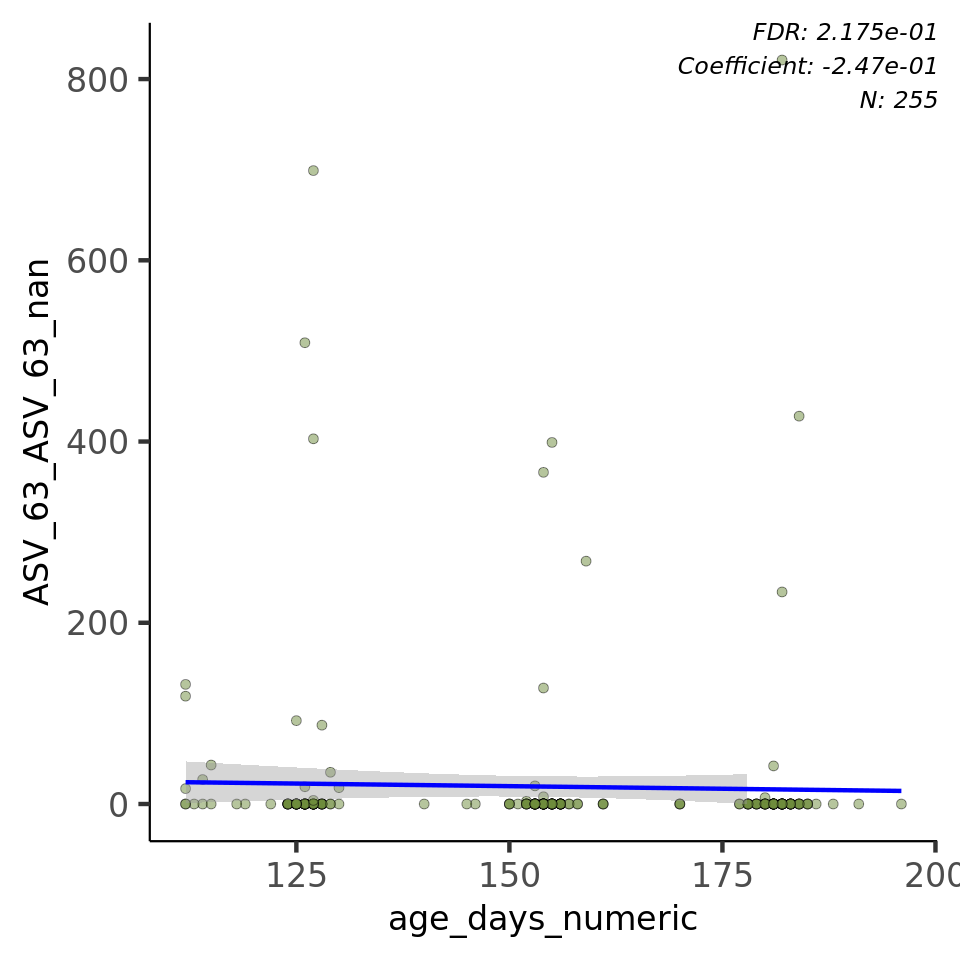 FDR: 2.175e-01
Coefficient: -2.47e-01
N: 255
ASV_63_ASV_63_nan
800
600
400
200
0
125 150 175 200
age_days_numeric